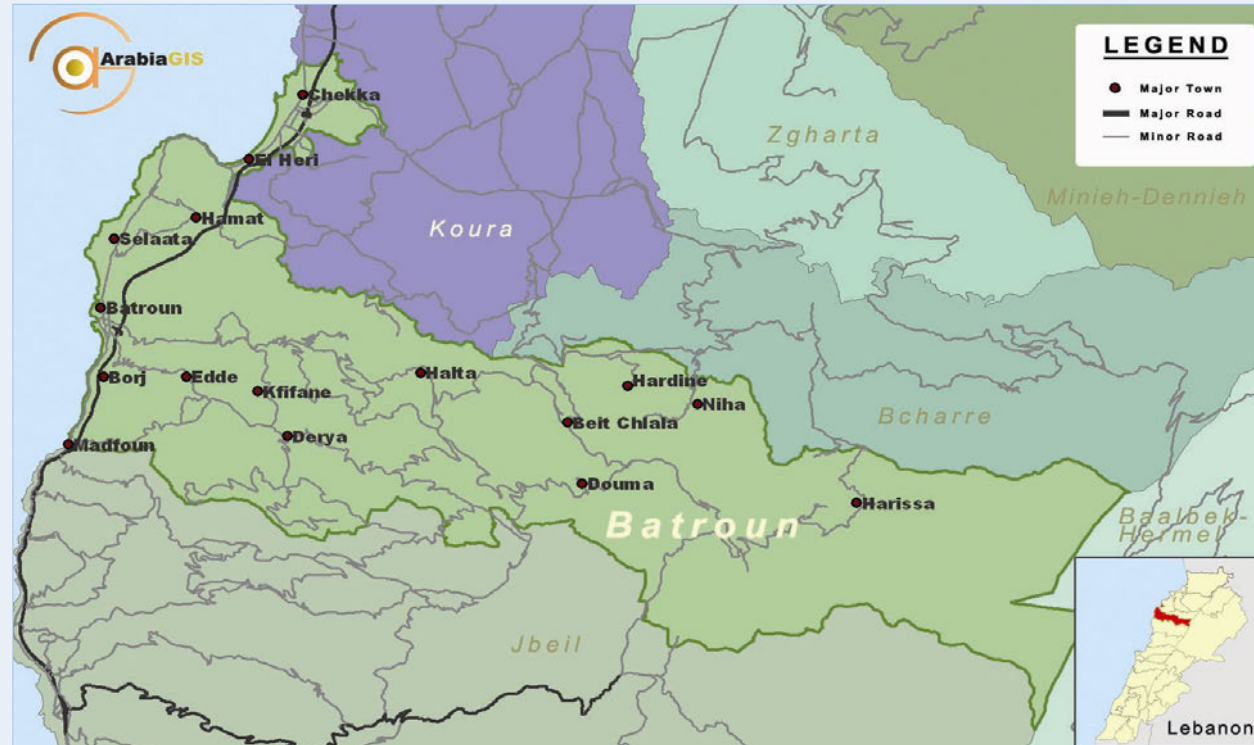 ArabiaGIS
LEGEND
Major Town
Major Road
Minor Road
Chekka
Zgharta
El Heri
Minieh-Dennieh
Hamat
Koura
Selaata
Batroun
Borj
Edde
Kfifane
Halta
Hardine
Niha
Bcharre
Beit Chlala
Derya
Madfoun
Douma
Harissa
Batroun
Baalbek-
Hermel
Jbeil
Lebanon